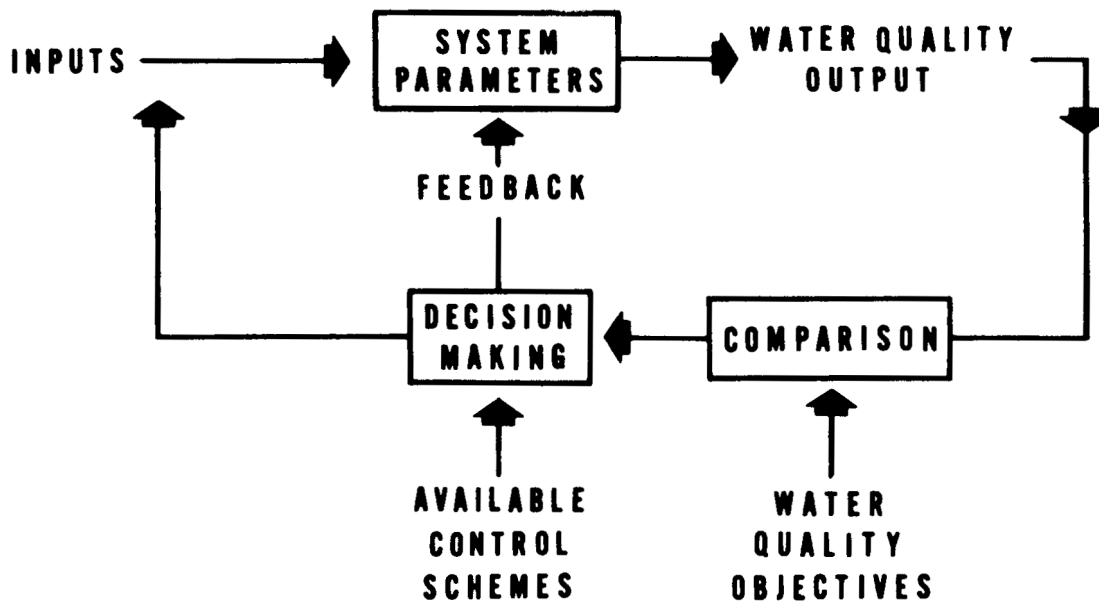 INPUTS
SYSTEM
PARAMETERS
WATER QUALITY
OUTPUT
FEEDBACK
DECISION
MAKING
COMPARISON
AVAILABLE
CONTROL
SCHEMES
WATER
QUALITY
OBJECTIVES